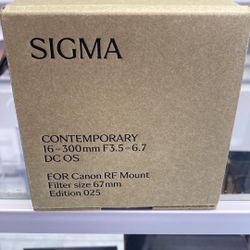 SIGMA
CONTEMPORARY
16-300mm F3.5-6.7
DC OS
FOR Canon RF Mount
Filter size 67mm
Edition 025